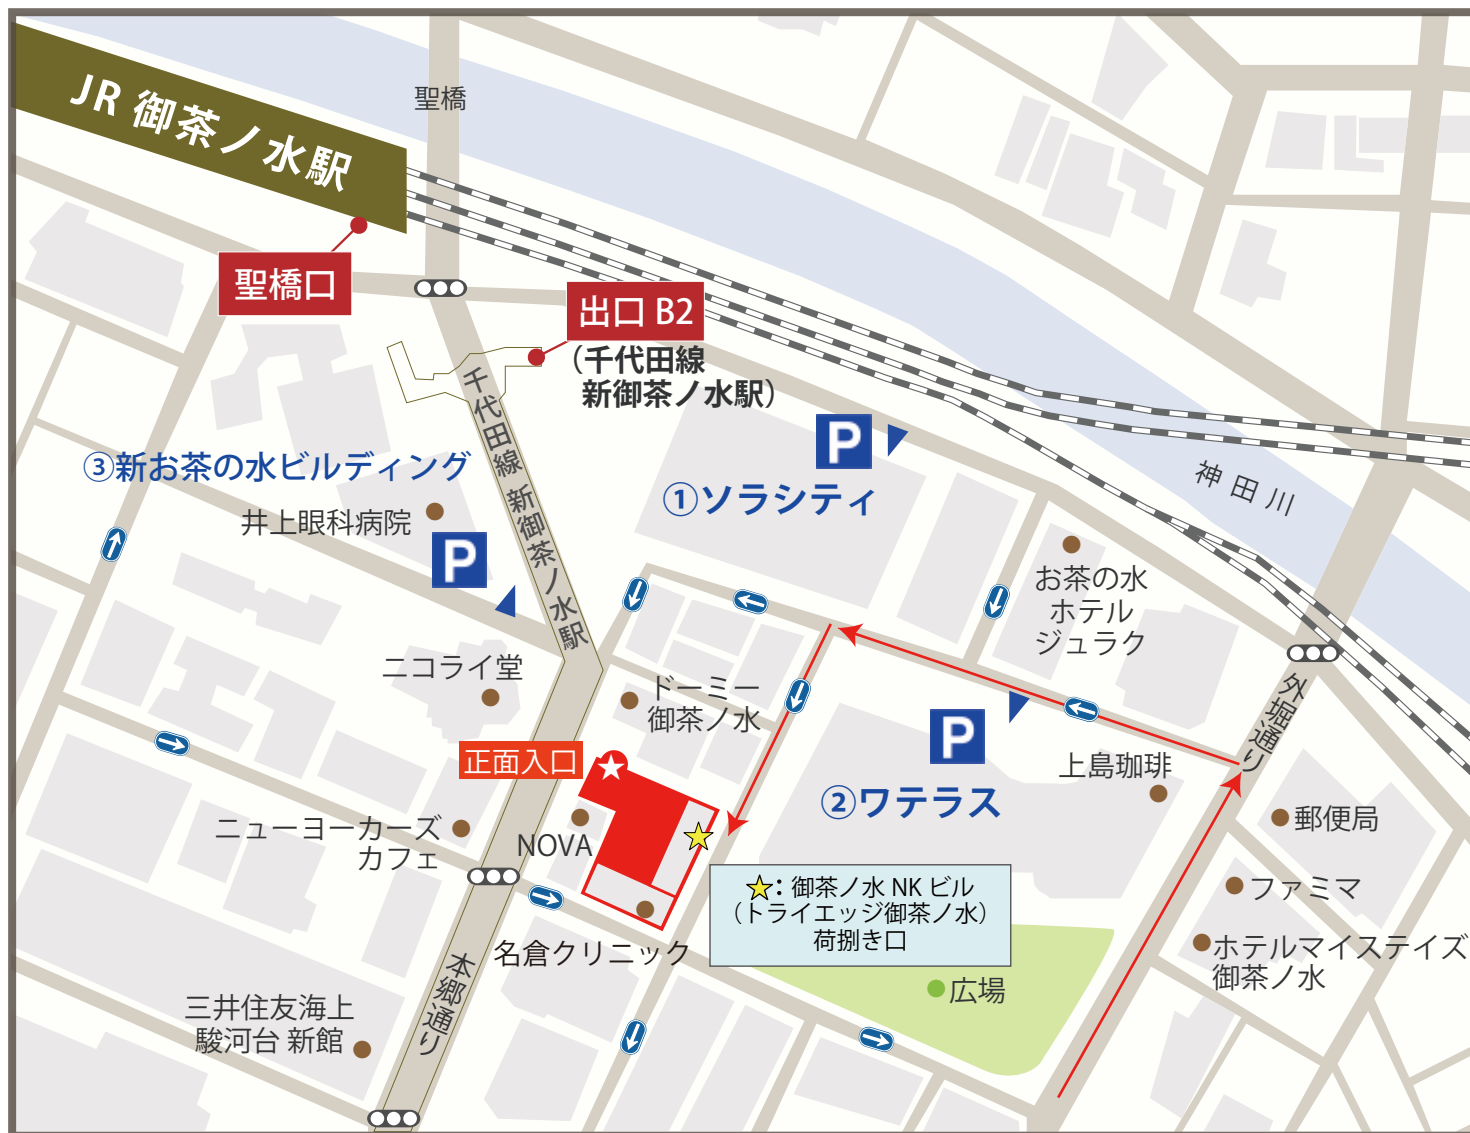 JR 御茶ノ水駅
聖橋
聖橋口
出口 B2
（千代田線
新御茶ノ水駅）
千代田線 新御茶ノ水駅
神田川
③新お茶の水ビルディング
井上眼科病院
P
P
①ソラシティ
お茶の水
ホテル
ジュラク
ニコライ堂
ドーミー
御茶ノ水
外堀通り
正面入口
P
上島珈琲
②ワテラス
郵便局
ニューヨーカーズ
カフェ
NOVA
☆：御茶ノ水 NK ビル
（トライエッジ御茶ノ水）
荷捌き口
ファミマ
名倉クリニック
ホテルマイステイズ
御茶ノ水
本郷通り
広場
三井住友海上
駿河台 新館